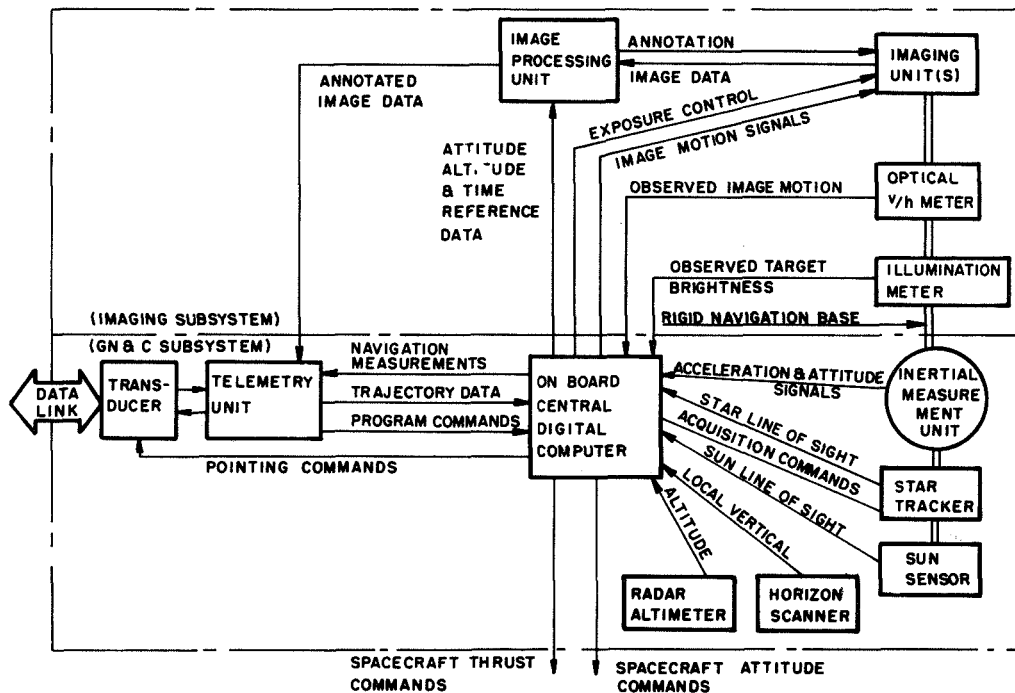 IMAGE
PROCESSING
UNIT
ANNOTATION
IMAGE DATA
IMAGING
UNIT(S)
ANNOTATED
IMAGE DATA
EXPOSURE CONTROL
IMAGE MOTION SIGNALS
ATTITUDE
& TIME
REFERENCE
DATA
OBSERVED IMAGE MOTION
OPTICAL
V/h METER
OBSERVED TARGET
BRIGHTNESS
ILLUMINATION
METER
RIGID NAVIGATION BASE
(IMAGING SUBSYSTEM)
(GN & C SUBSYSTEM)
DATA
LINK
TRANS-
DUCER
TELEMETRY
UNIT
NAVIGATION
MEASUREMENTS
TRAJECTORY DATA
PROGRAM COMMANDS
POINTING COMMANDS
ON BOARD
CENTRAL
DIGITAL
COMPUTER
ACCELERATION & ATTITUDE
SIGNALS
INERTIAL
MEASURE
MENT
UNIT
STAR LINE OF SIGHT
ACQUISITION COMMANDS
SUN LINE OF SIGHT
LOCAL VERTICAL
ALTITUDE
STAR
TRACKER
SUN
SENSOR
RADAR
ALTIMETER
HORIZON
SCANNER
SPACECRAFT THRUST
COMMANDS
SPACECRAFT ATTITUDE
COMMANDS